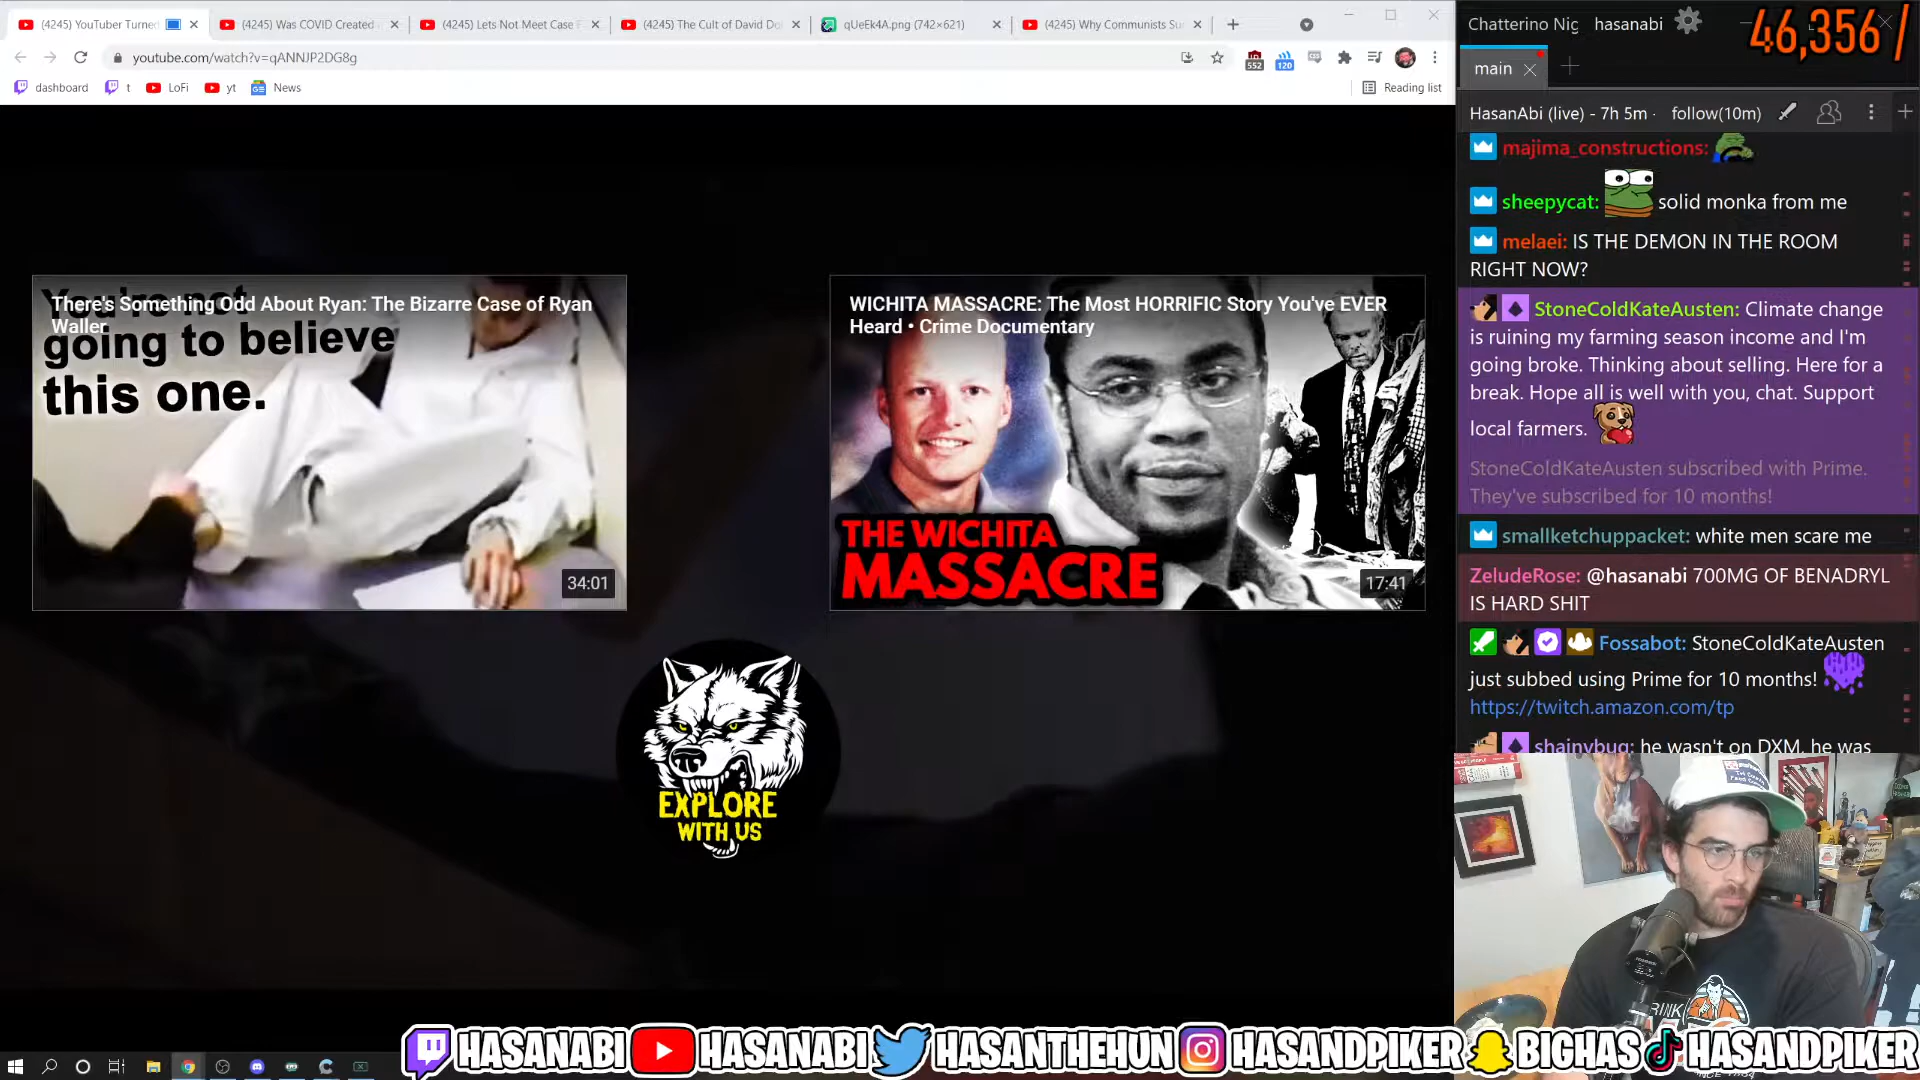 (4245) YouTuber Turned
(4245) Was COVID Created
(4245) Lets Not Meet Case F
(4245) The Cult of David Do
qUeEk4A.png (742×621)
(4245) Why Communists Su
youtube.com/watch?v=qANNJP2DG8g
552
120
dashboard
t
LoFi
yt
News
Reading list
You're not
going to believe
this one.
There's Something Odd About Ryan: The Bizarre Case of Ryan
Waller
34:01
WICHITA MASSACRE: The Most HORRIFIC Story You've EVER
Heard • Crime Documentary
THE WICHITA
MASSACRE
17:41
EXPLORE
WITH US
Chatterino Nig
hasanabi
46,356 /
main
HasanAbi (live) - 7h 5m ·
follow(10m)
majima_constructions:
sheepycat: solid monka from me
melaei: IS THE DEMON IN THE ROOM
RIGHT NOW?
StoneColdKateAusten: Climate change
is ruining my farming season income and I'm
going broke. Thinking about selling. Here for a
break. Hope all is well with you, chat. Support
local farmers.
StoneColdKateAusten subscribed with Prime.
They've subscribed for 10 months!
smallketchuppacket: white men scare me
ZeludeRose: @hasanabi 700MG OF BENADRYL
IS HARD SHIT
Fossabot: StoneColdKateAusten
just subbed using Prime for 10 months!
https://twitch.amazon.com/tp
shainybug: he wasn't on DXM, he was
HASANABI
HASANABI
HASANTHEHUN
HASANDPIKER
BIGHAS
HASANDPIKER